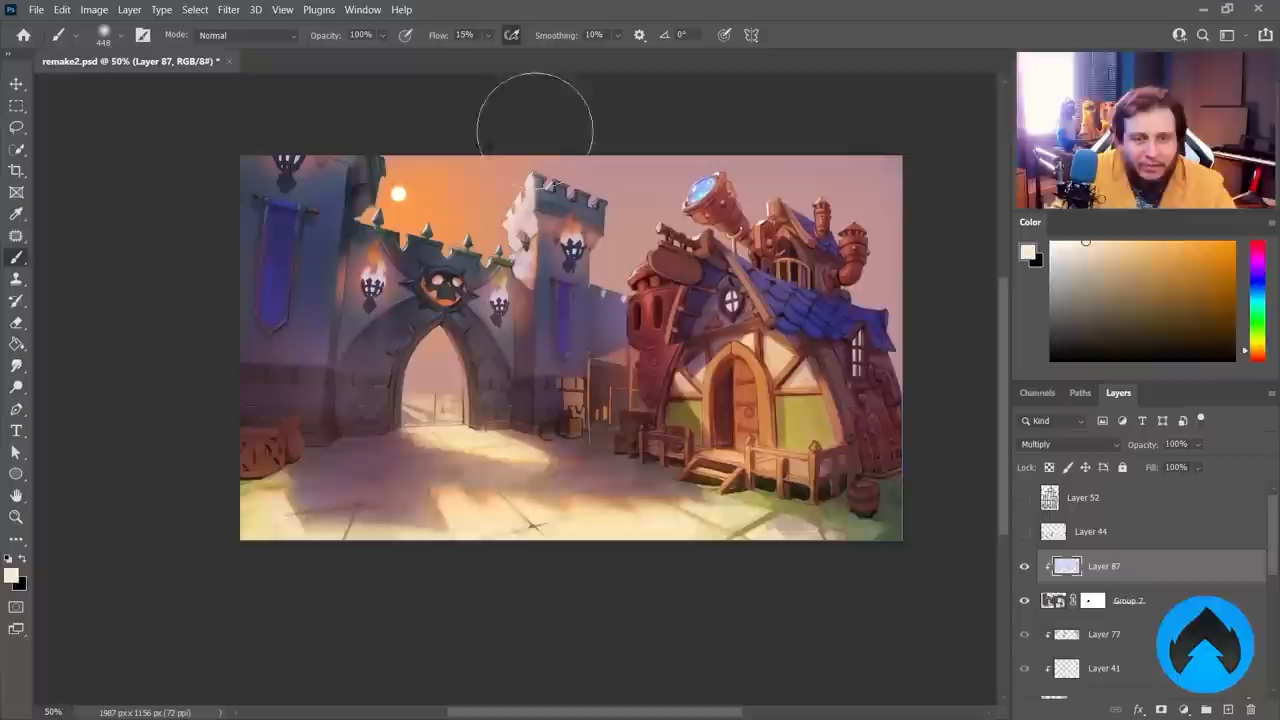 Ps File Edit Image Layer Type Select Filter 3D View Plugins Window Help
448 Mode: Normal Opacity: 100% Flow: 15% Smoothing: 10% 0°
remake2.psd @ 50% (Layer 87, RGB/8#) *
Color
Channels Paths Layers
Kind
Multiply Opacity: 100%
Lock: Fill: 100%
Layer 52
Layer 44
Layer 87
Group 7
Layer 77
Layer 41
50% 1987 px x 1156 px (72 ppi)